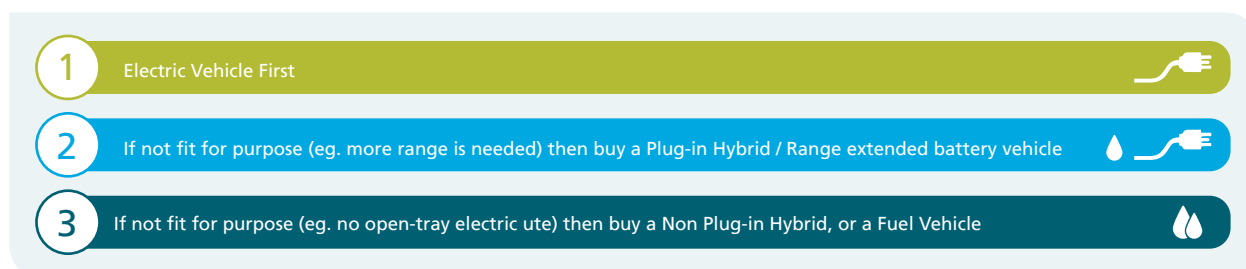 1
Electric Vehicle First
2
If not fit for purpose (eg. more range is needed) then buy a Plug-in Hybrid / Range extended battery vehicle
3
If not fit for purpose (eg. no open-tray electric ute) then buy a Non Plug-in Hybrid, or a Fuel Vehicle